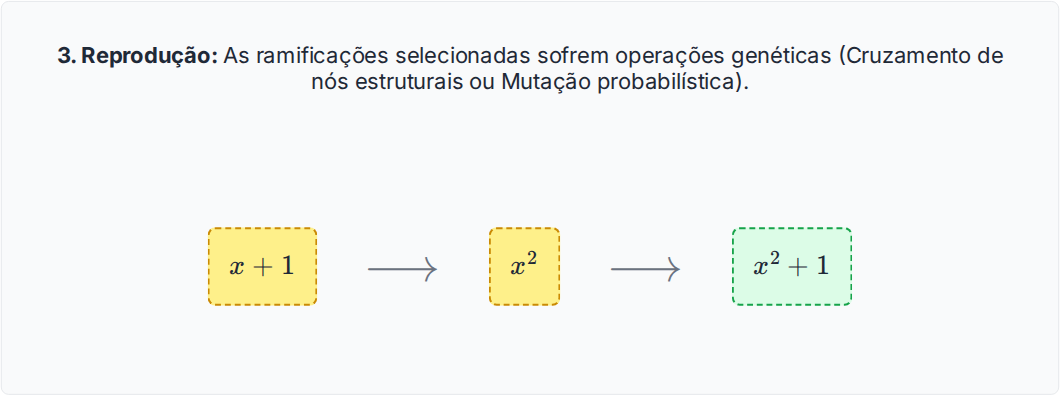 3. Reprodução: As ramificações selecionadas sofrem operações genéticas (Cruzamento de
nós estruturais ou Mutação probabilística).
x + 1 ⟶ x² ⟶ x² + 1